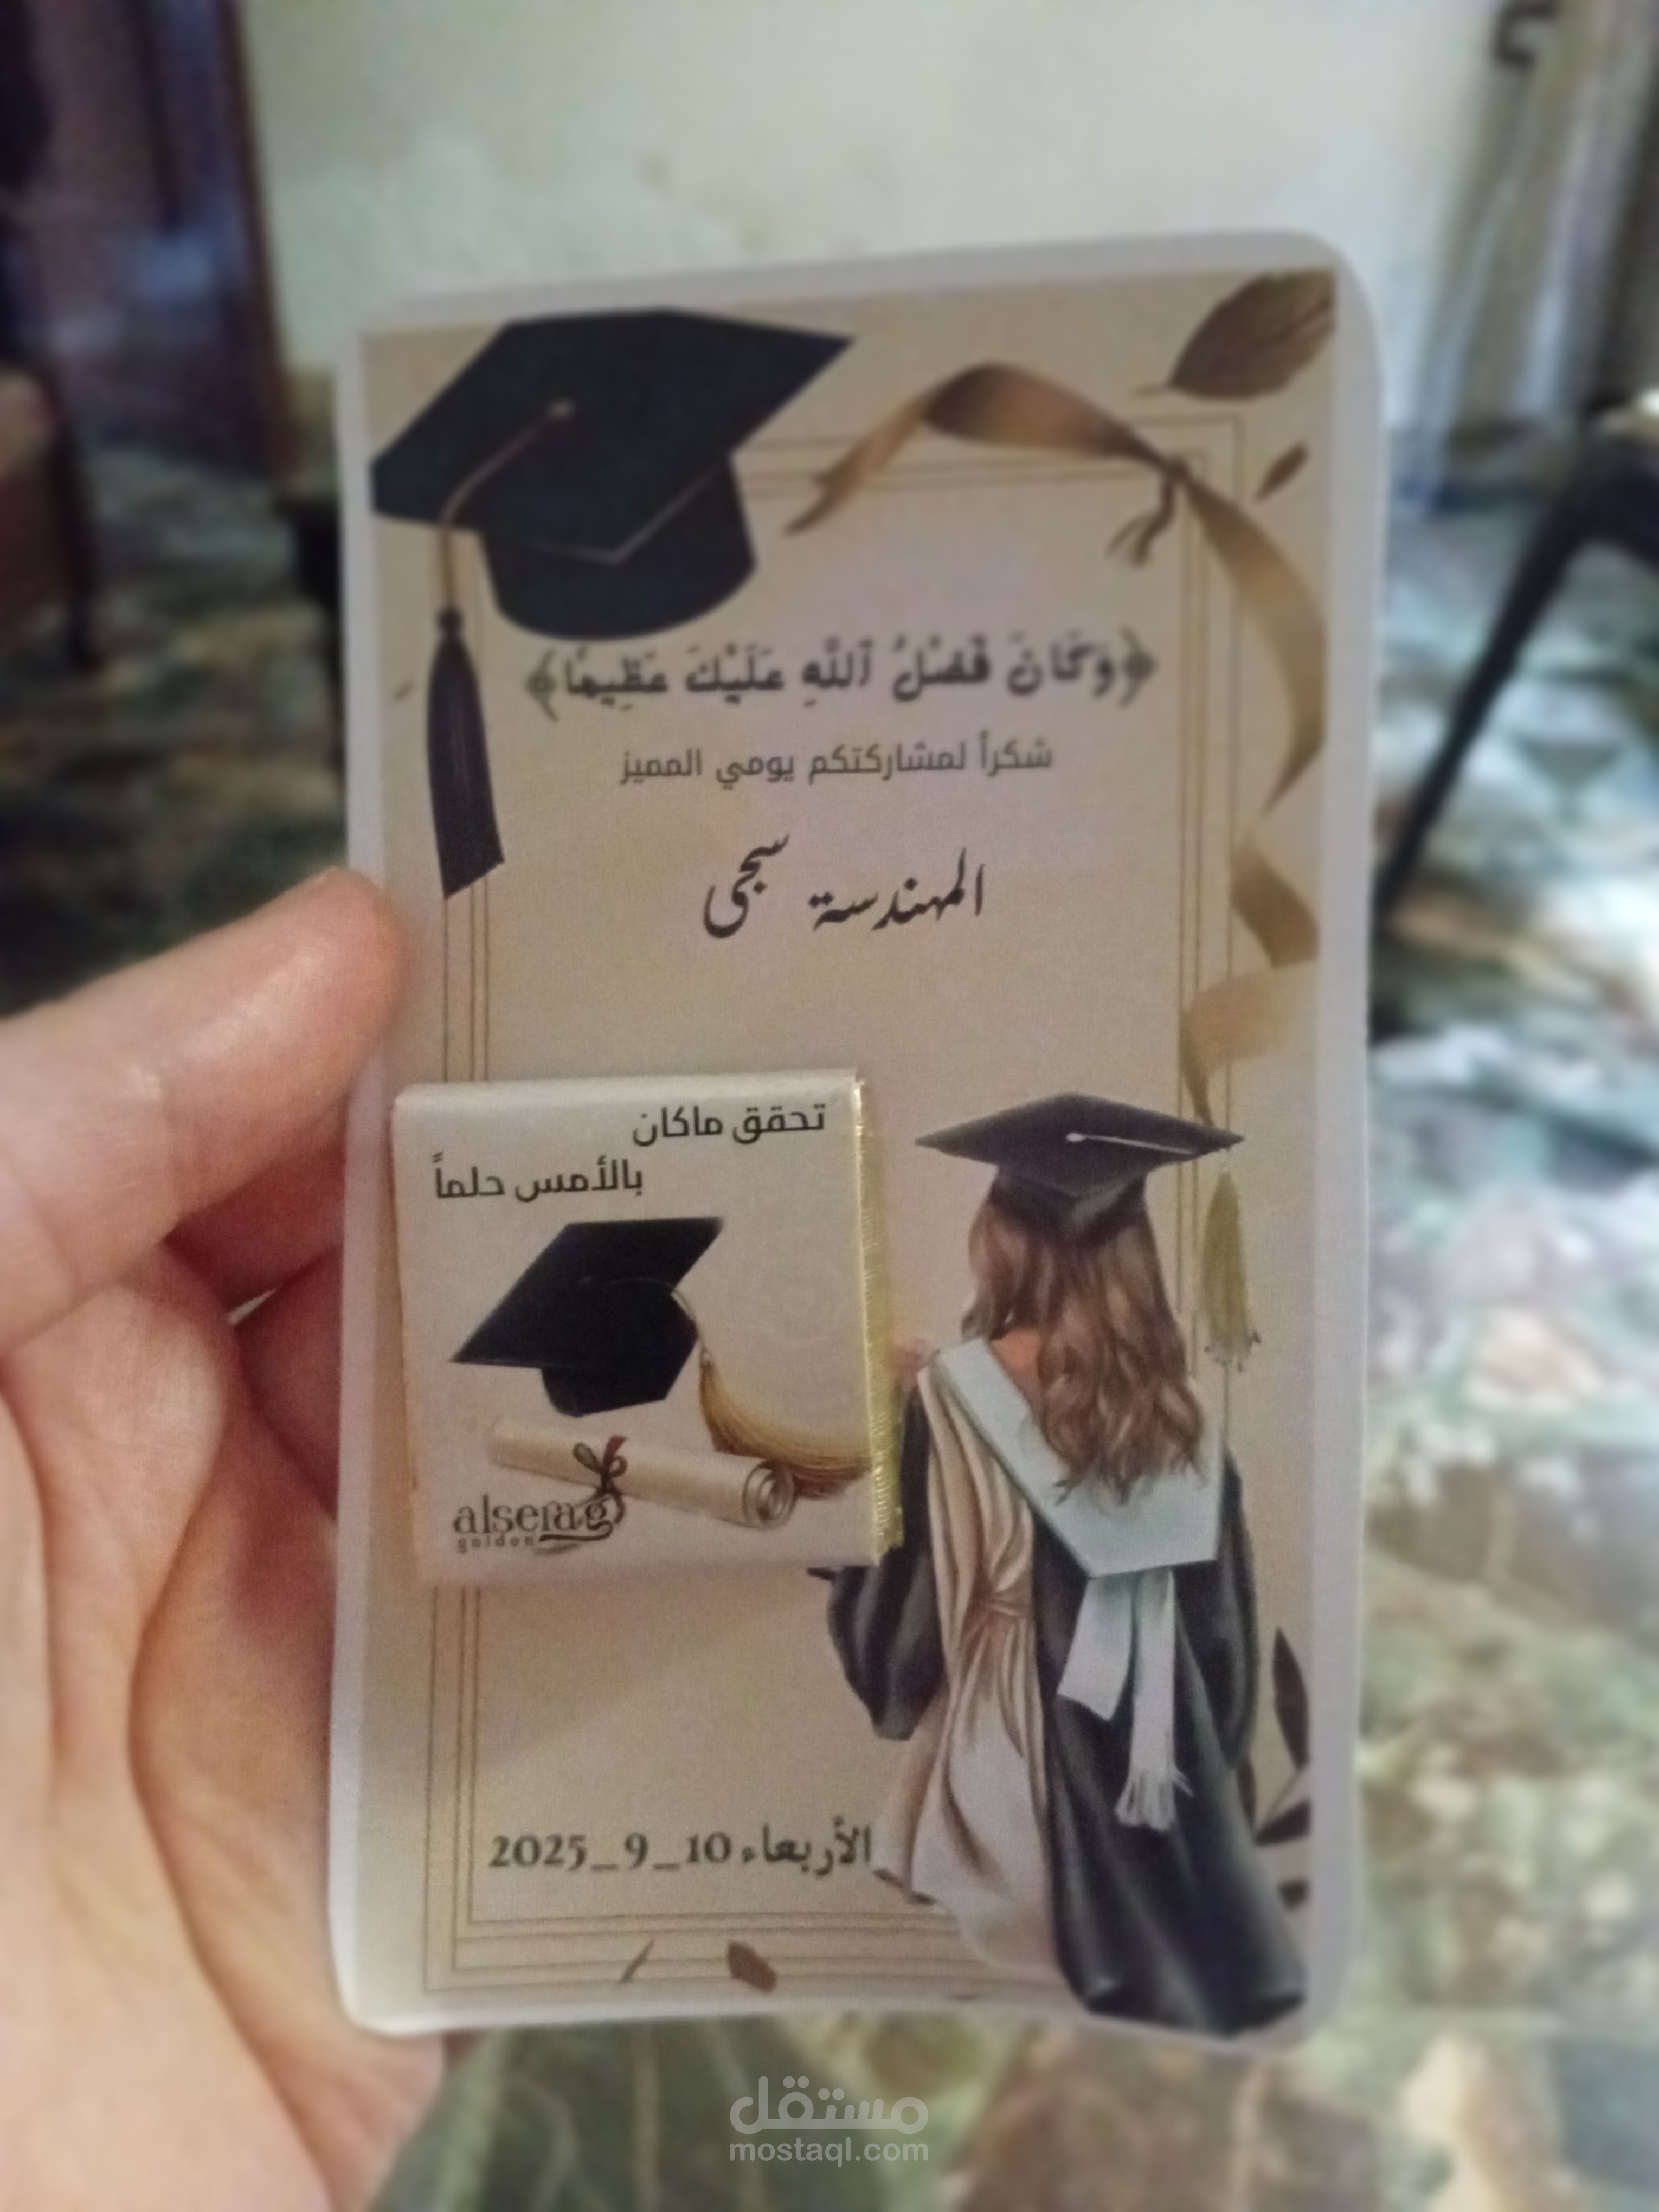 ﴿وَكَانَ فَضْلُ ٱللَّهِ عَلَيْكَ عَظِيمًا﴾
شكراً لمشاركتكم يومي المميز
المهندسة سجى
تحقق ماكان
بالأمس حلماً
alserag
golden
الأربعاء 10_9_2025
مستقل
mostaql.com